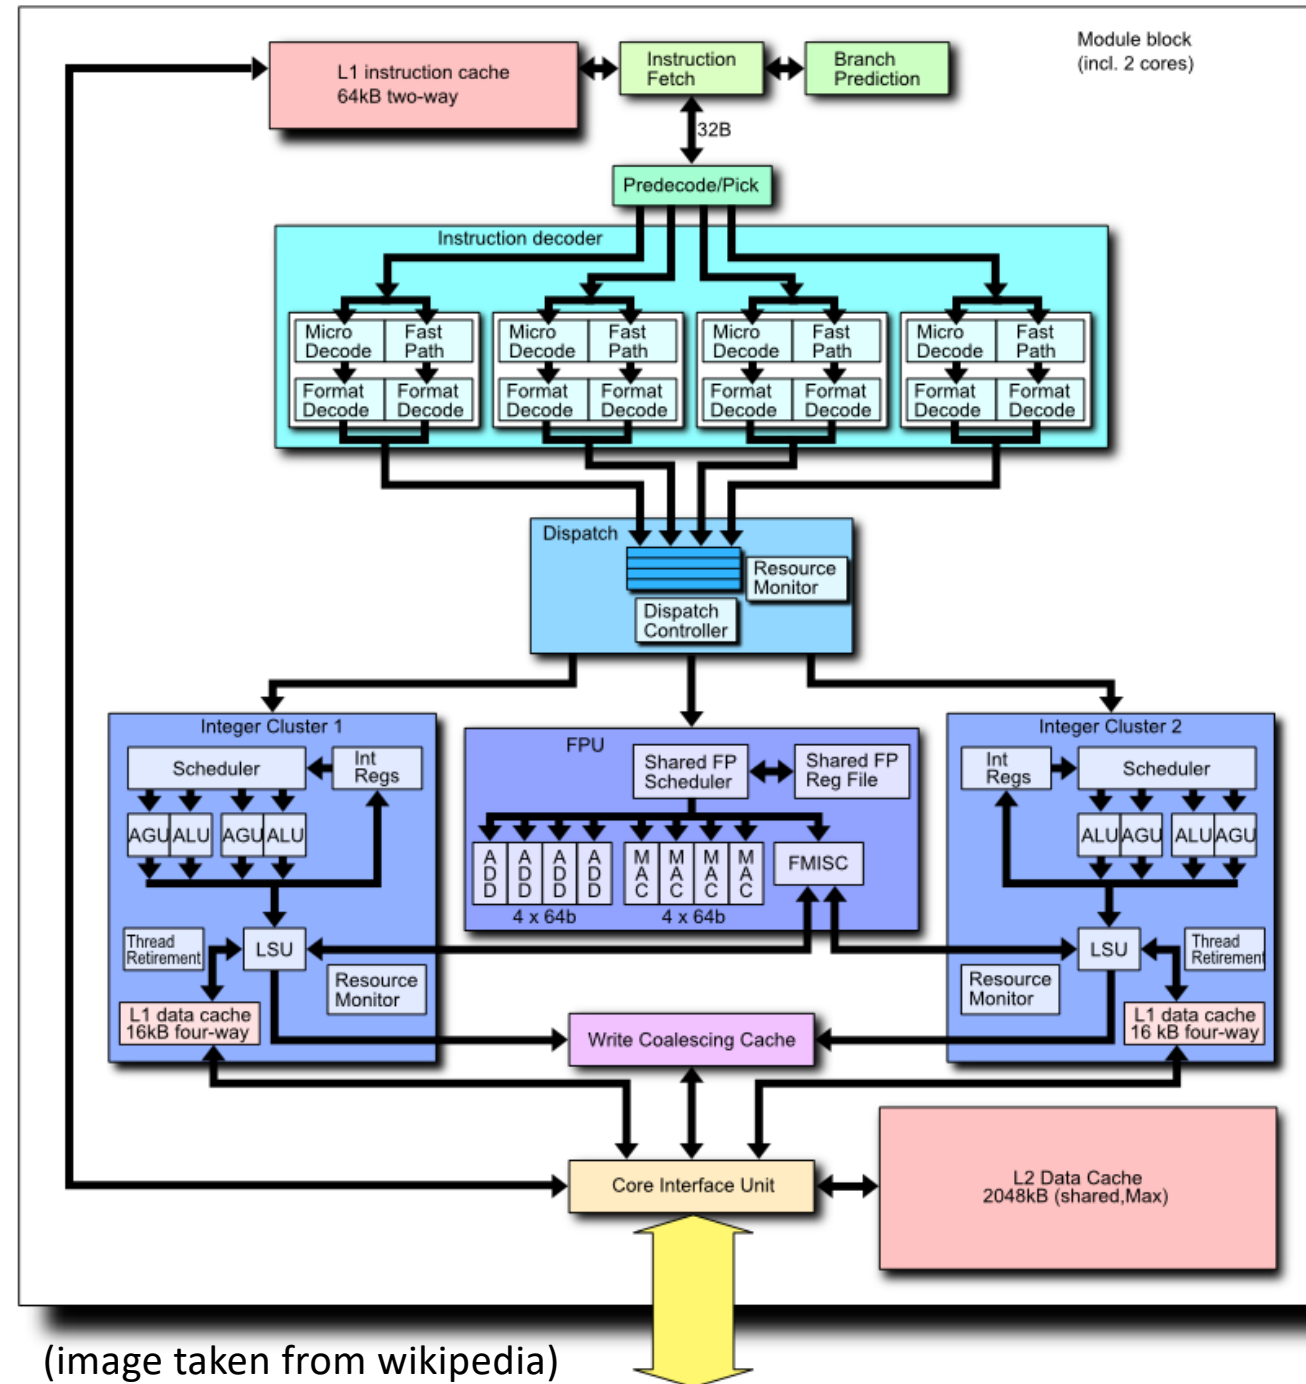 Module block
(incl. 2 cores)
L1 instruction cache
64kB two-way
Instruction
Fetch
Branch
Prediction
32B
Predecode/Pick
Instruction decoder
Micro
Decode
Fast
Path
Format
Decode
Format
Decode
Micro
Decode
Fast
Path
Format
Decode
Format
Decode
Micro
Decode
Fast
Path
Format
Decode
Format
Decode
Micro
Decode
Fast
Path
Format
Decode
Format
Decode
Dispatch
Resource
Monitor
Dispatch
Controller
Integer Cluster 1
Scheduler
Int
Regs
AGU
ALU
AGU
ALU
Thread
Retirement
LSU
Resource
Monitor
L1 data cache
16kB four-way
FPU
Shared FP
Scheduler
Shared FP
Reg File
ADD
ADD
ADD
ADD
4 x 64b
MAC
MAC
MAC
MAC
4 x 64b
FMISC
Integer Cluster 2
Int
Regs
Scheduler
ALU
AGU
ALU
AGU
LSU
Thread
Retirement
Resource
Monitor
L1 data cache
16 kB four-way
Write Coalescing Cache
Core Interface Unit
L2 Data Cache
2048kB (shared,Max)
(image taken from wikipedia)